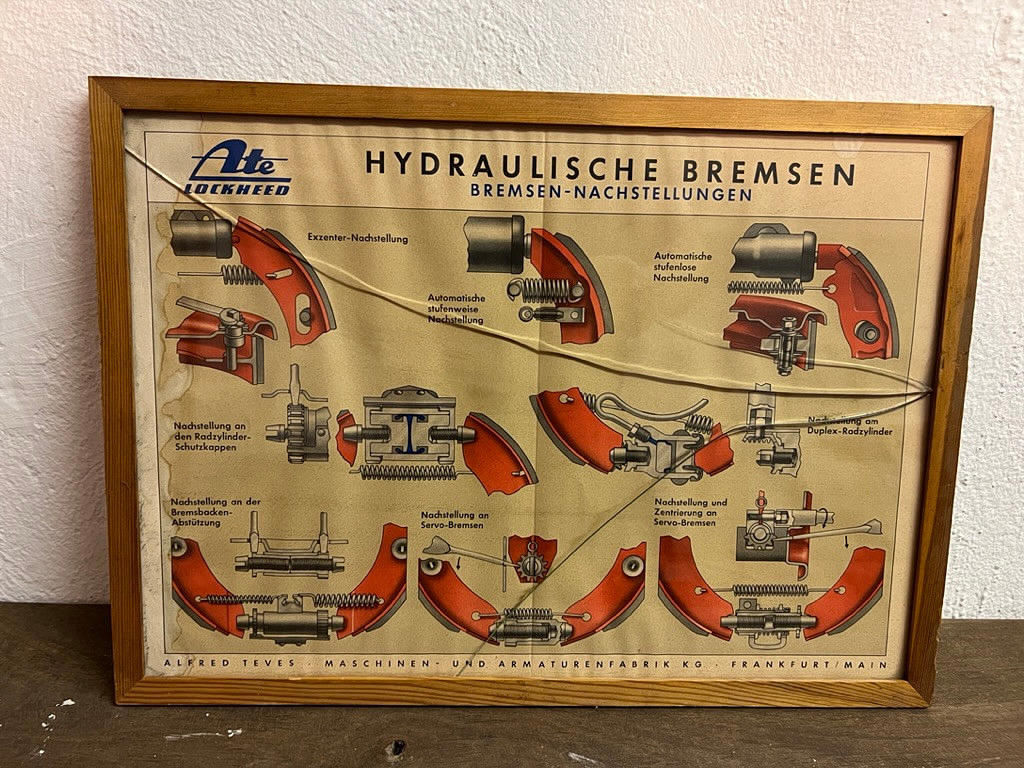 Ate
LOCKHEED
HYDRAULISCHE BREMSEN
BREMSEN-NACHSTELLUNGEN
Exzenter-Nachstellung
Automatische
stufenweise
Nachstellung
Automatische
stufenlose
Nachstellung
Nachstellung an
den Radzylinder-
Schutzkappen
Nachstellung am
Duplex-Radzylinder
Nachstellung an der
Bremsbacken-
Abstützung
Nachstellung an
Servo-Bremsen
Nachstellung und
Zentrierung an
Servo-Bremsen
ALFRED TEVES · MASCHINEN- UND ARMATURENFABRIK KG · FRANKFURT/MAIN